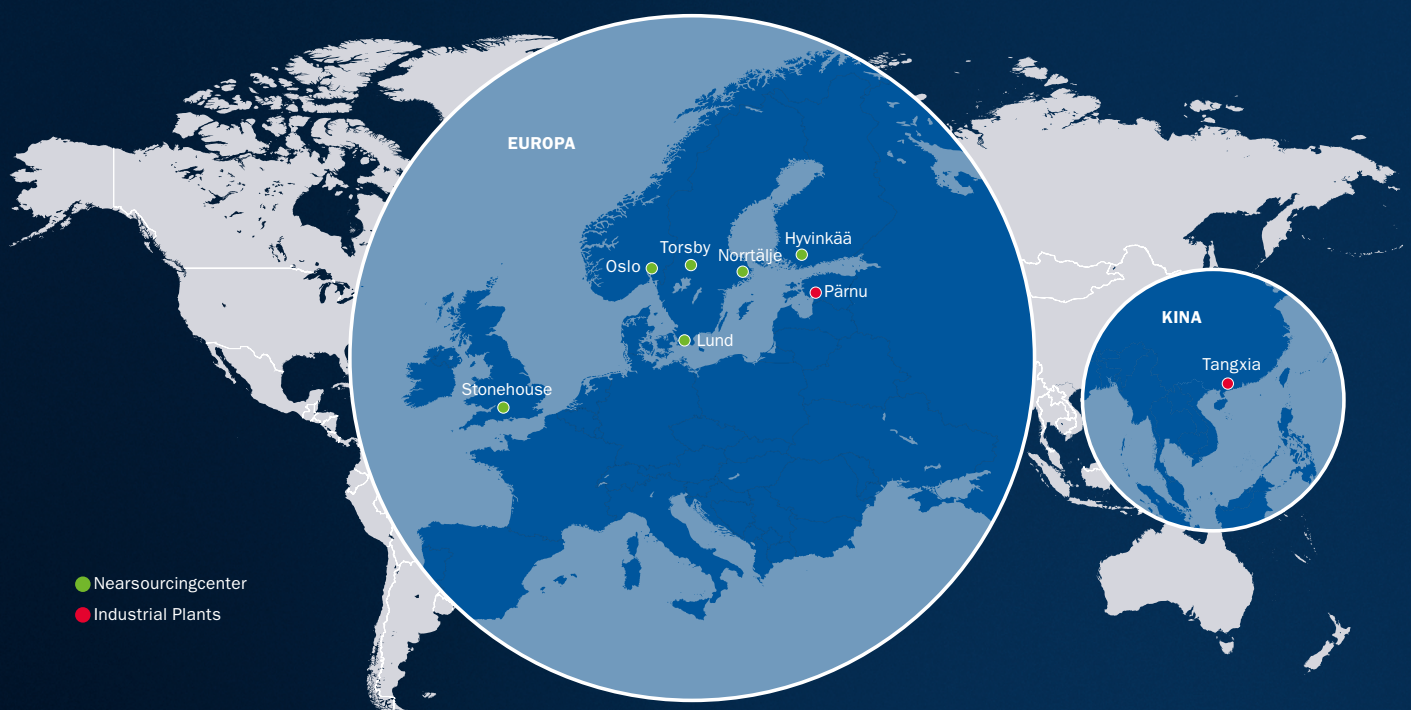 EUROPA
Hyvinkää
Torsby
Norrtälje
Oslo
Pärnu
Lund
Stonehouse
KINA
Tangxia
Nearsourcingcenter
Industrial Plants